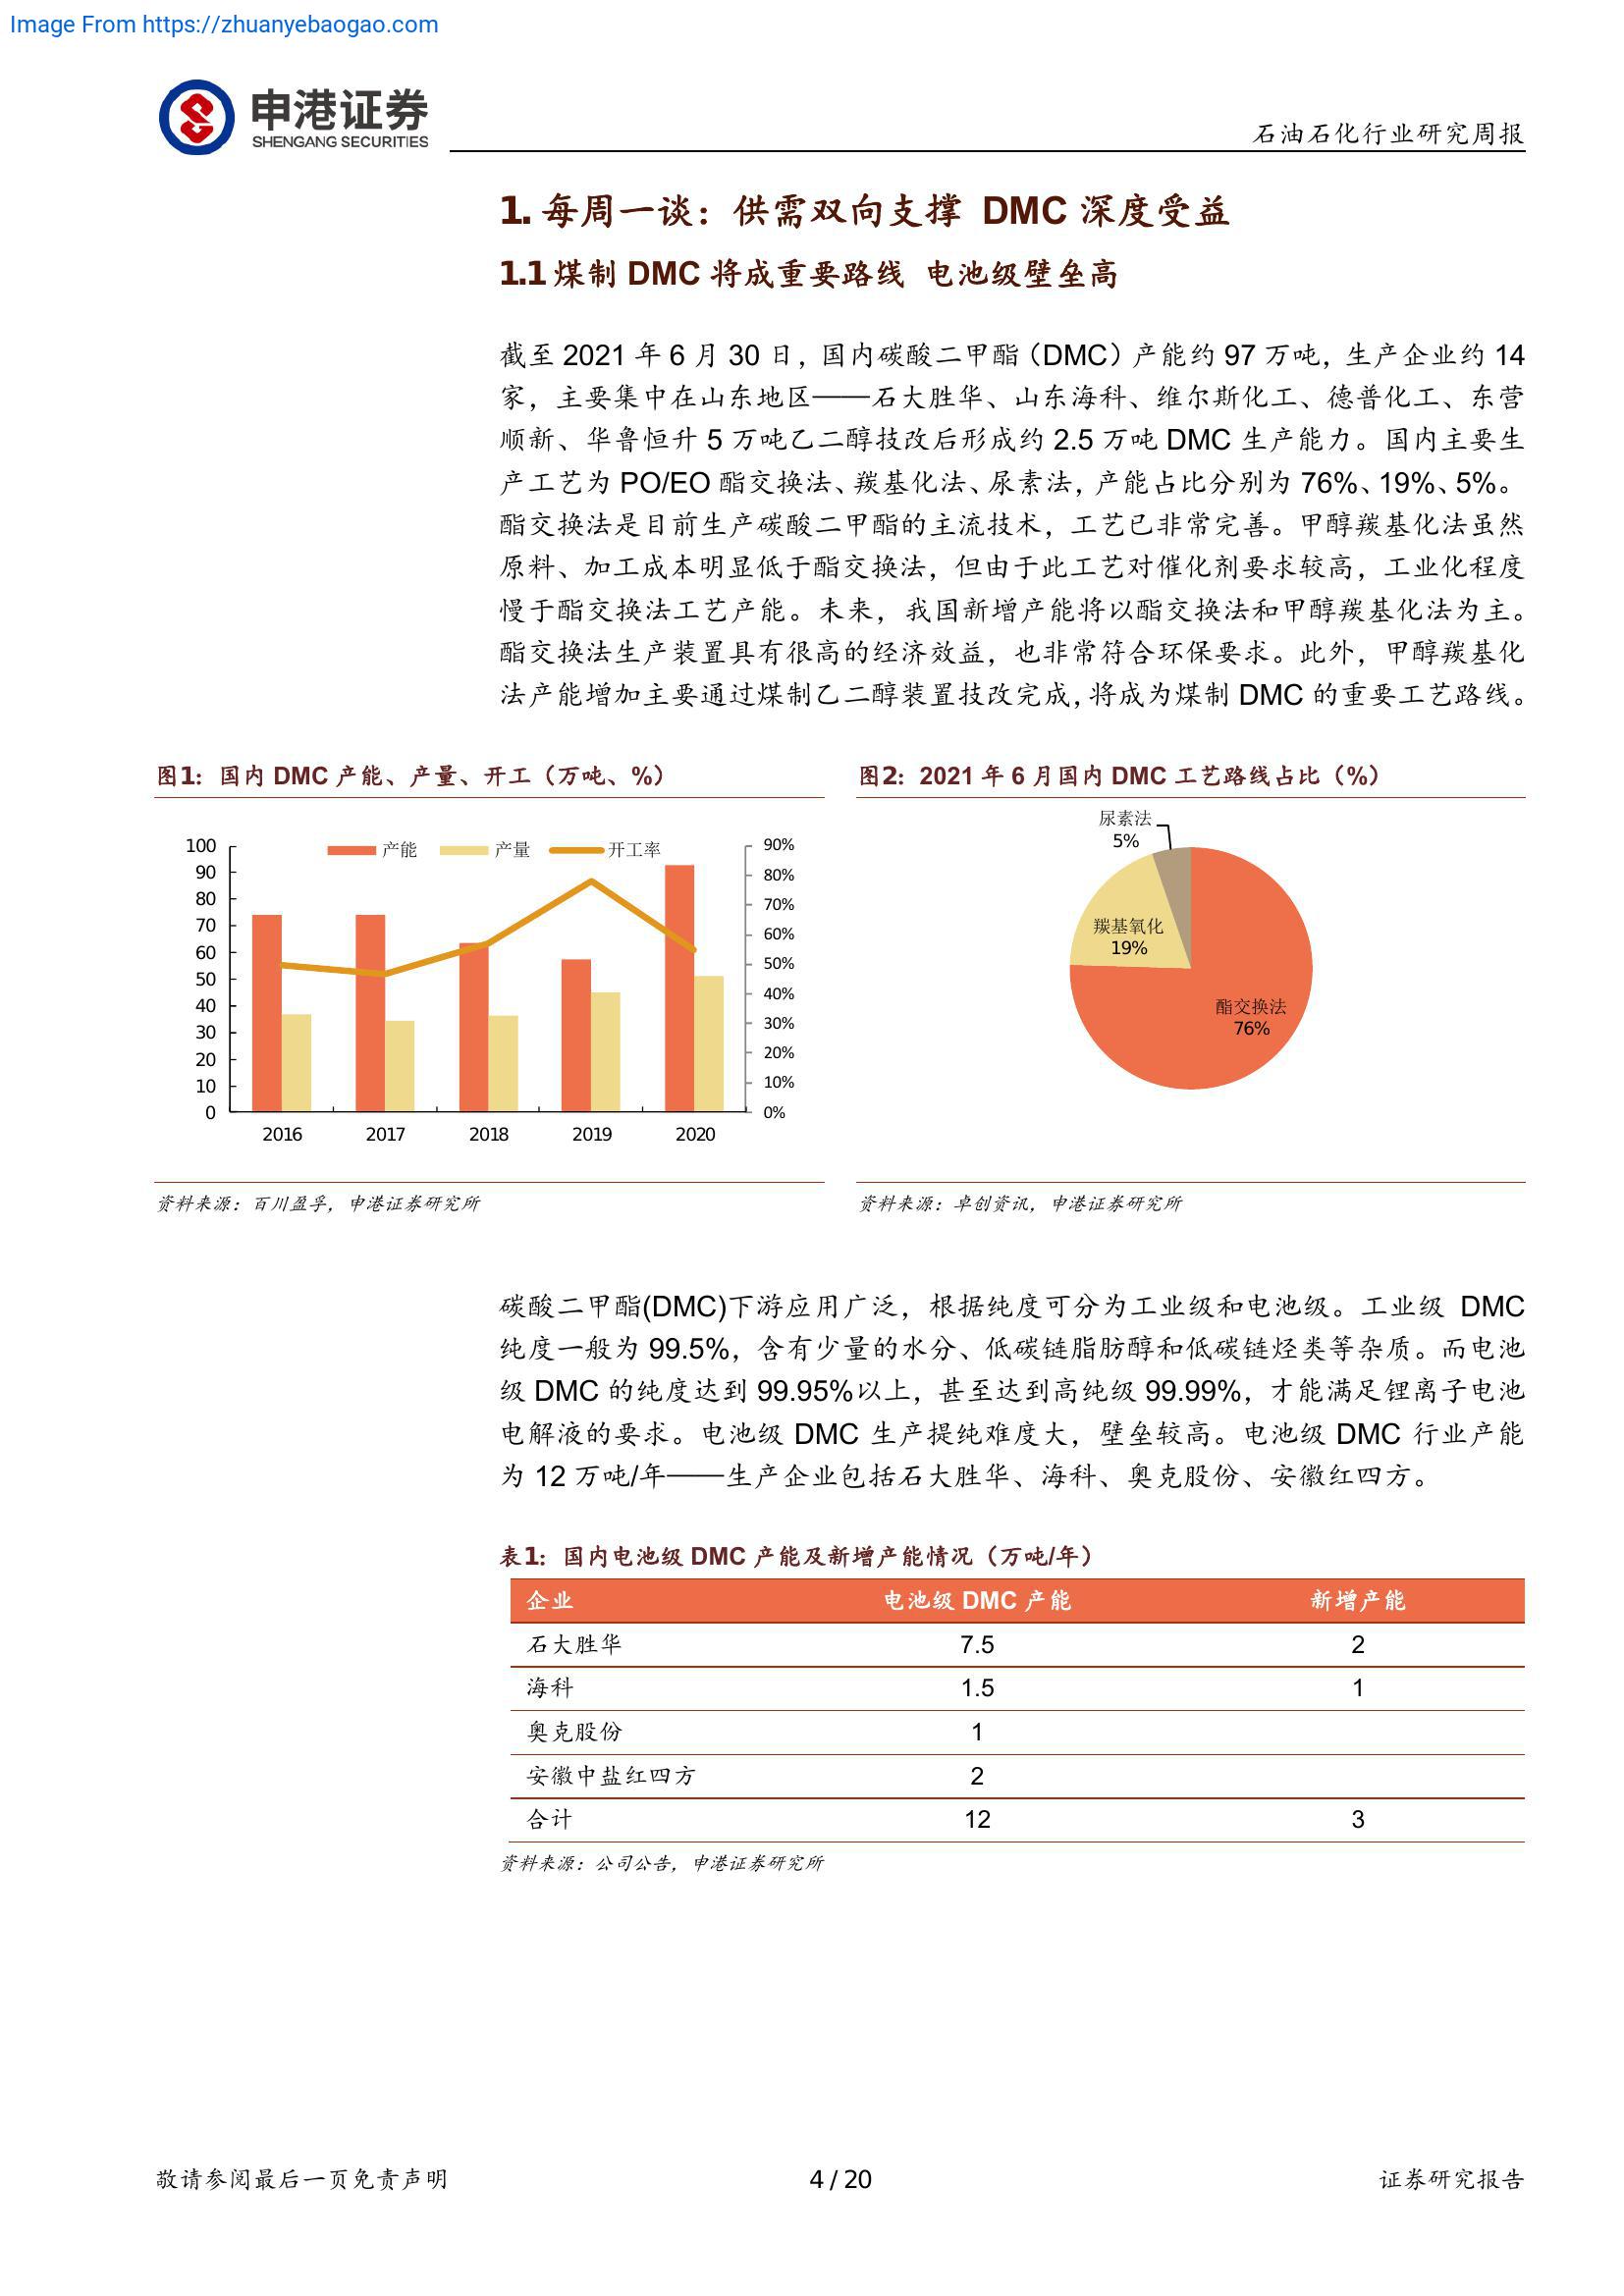 Image From https://zhuanyebaogao.com
申港证券
SHENGANG SECURITIES
石油石化行业研究周报
1. 每周一谈：供需双向支撑 DMC 深度受益
1.1 煤制 DMC 将成重要路线 电池级壁垒高
截至 2021 年 6 月 30 日，国内碳酸二甲酯（DMC）产能约 97 万吨，生产企业约 14
家，主要集中在山东地区——石大胜华、山东海科、维尔斯化工、德普化工、东营
顺新、华鲁恒升 5 万吨乙二醇技改后形成约 2.5 万吨 DMC 生产能力。国内主要生
产工艺为 PO/EO 酯交换法、羰基化法、尿素法，产能占比分别为 76%、19%、5%。
酯交换法是目前生产碳酸二甲酯的主流技术，工艺已非常完善。甲醇羰基化法虽然
原料、加工成本明显低于酯交换法，但由于此工艺对催化剂要求较高，工业化程度
慢于酯交换法工艺产能。未来，我国新增产能将以酯交换法和甲醇羰基化法为主。
酯交换法生产装置具有很高的经济效益，也非常符合环保要求。此外，甲醇羰基化
法产能增加主要通过煤制乙二醇装置技改完成，将成为煤制 DMC 的重要工艺路线。
图1：国内 DMC 产能、产量、开工（万吨、%）
产能 产量 开工率
100
90
80
70
60
50
40
30
20
10
0
90%
80%
70%
60%
50%
40%
30%
20%
10%
0%
2016 2017 2018 2019 2020
资料来源：百川盈孚，申港证券研究所
图2：2021 年 6 月国内 DMC 工艺路线占比（%）
尿素法
5%
羰基氧化
19%
酯交换法
76%
资料来源：卓创资讯，申港证券研究所
碳酸二甲酯(DMC)下游应用广泛，根据纯度可分为工业级和电池级。工业级 DMC
纯度一般为 99.5%，含有少量的水分、低碳链脂肪醇和低碳链烃类等杂质。而电池
级 DMC 的纯度达到 99.95%以上，甚至达到高纯级 99.99%，才能满足锂离子电池
电解液的要求。电池级 DMC 生产提纯难度大，壁垒较高。电池级 DMC 行业产能
为 12 万吨/年——生产企业包括石大胜华、海科、奥克股份、安徽红四方。
表1：国内电池级 DMC 产能及新增产能情况（万吨/年）
企业 电池级 DMC 产能 新增产能
石大胜华 7.5 2
海科 1.5 1
奥克股份 1
安徽中盐红四方 2
合计 12 3
资料来源：公司公告，申港证券研究所
敬请参阅最后一页免责声明
4 / 20
证券研究报告